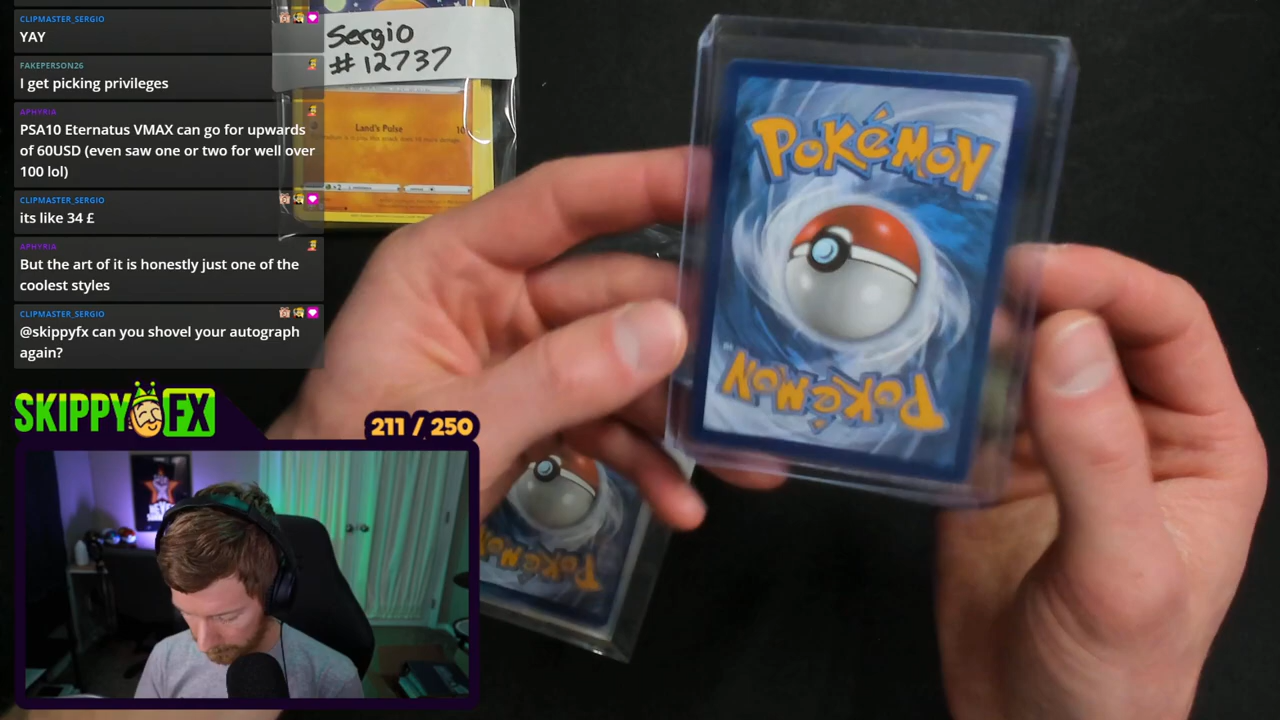 CLIPMASTER_SERGIO
YAY
FAKEPERSON26
I get picking privileges
APHYRIA
PSA10 Eternatus VMAX can go for upwards
of 60USD (even saw one or two for well over
100 lol)
CLIPMASTER_SERGIO
its like 34 £
APHYRIA
But the art of it is honestly just one of the
coolest styles
CLIPMASTER_SERGIO
@skippyfx can you shovel your autograph
again?
SKIPPY FX
211 / 250
Sergio
#12737
Land's Pulse
POKéMON
POKéMON